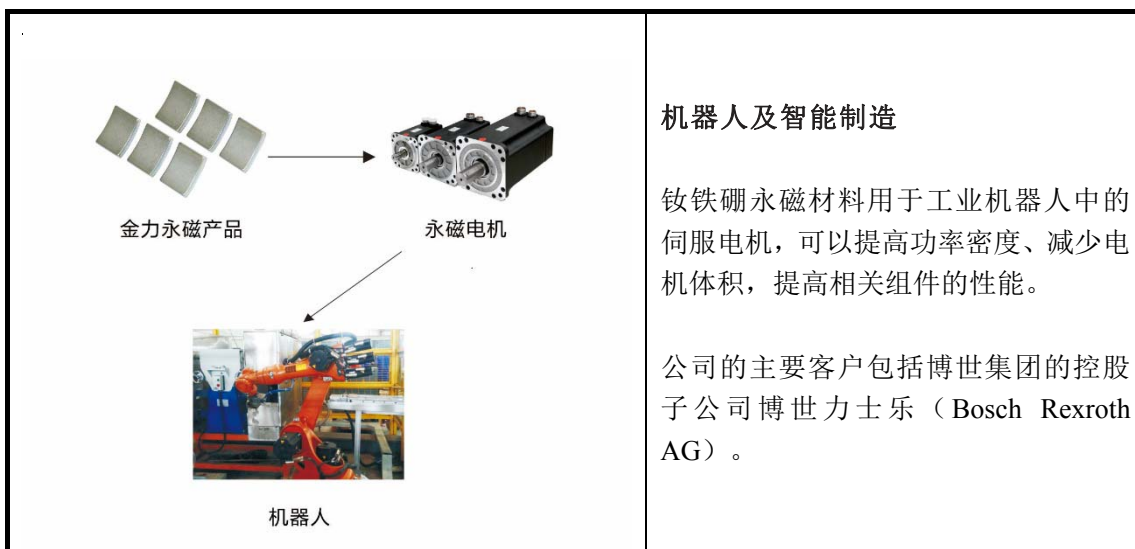 金力永磁产品
永磁电机
机器人
机器人及智能制造
钕铁硼永磁材料用于工业机器人中的
伺服电机，可以提高功率密度、减少电
机体积，提高相关组件的性能。
公司的主要客户包括博世集团的控股
子公司博世力士乐（Bosch Rexroth
AG）。